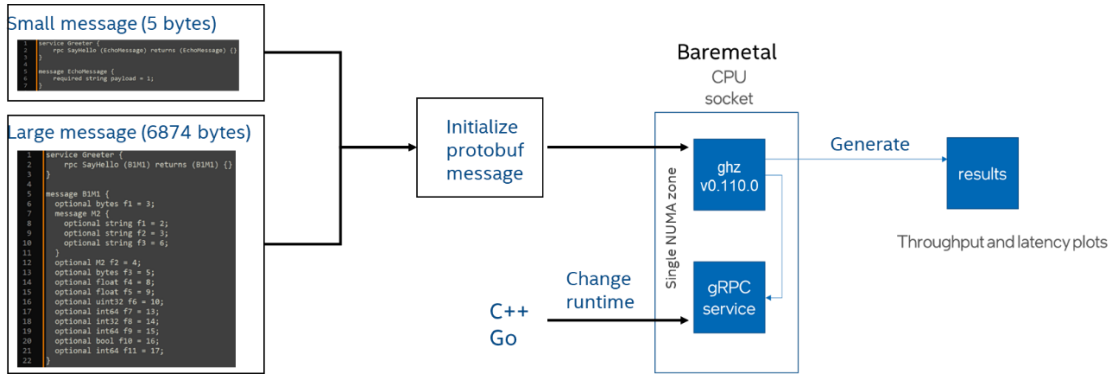 Small message (5 bytes)
1 service Greeter {
2 rpc SayHello (EchoMessage) returns (EchoMessage) {}
3 }
4
5 message EchoMessage {
6 required string payload = 1;
7 }
Large message (6874 bytes)
1 service Greeter {
2 rpc SayHello (B1M1) returns (B1M1) {}
3 }
4
5 message B1M1 {
6 optional bytes f1 = 3;
7 message M2 {
8 optional string f1 = 2;
9 optional string f2 = 3;
10 optional string f3 = 6;
11 }
12 optional M2 f2 = 4;
13 optional bytes f3 = 5;
14 optional float f4 = 8;
15 optional float f5 = 9;
16 optional uint32 f6 = 10;
17 optional int64 f7 = 13;
18 optional int32 f8 = 14;
19 optional int64 f9 = 15;
20 optional bool f10 = 16;
21 optional int64 f11 = 17;
22 }
Initialize
protobuf
message
C++
Go
Change
runtime
Baremetal
CPU
socket
Single NUMA zone
ghz
v0.110.0
gRPC
service
Generate
results
Throughput and latency plots